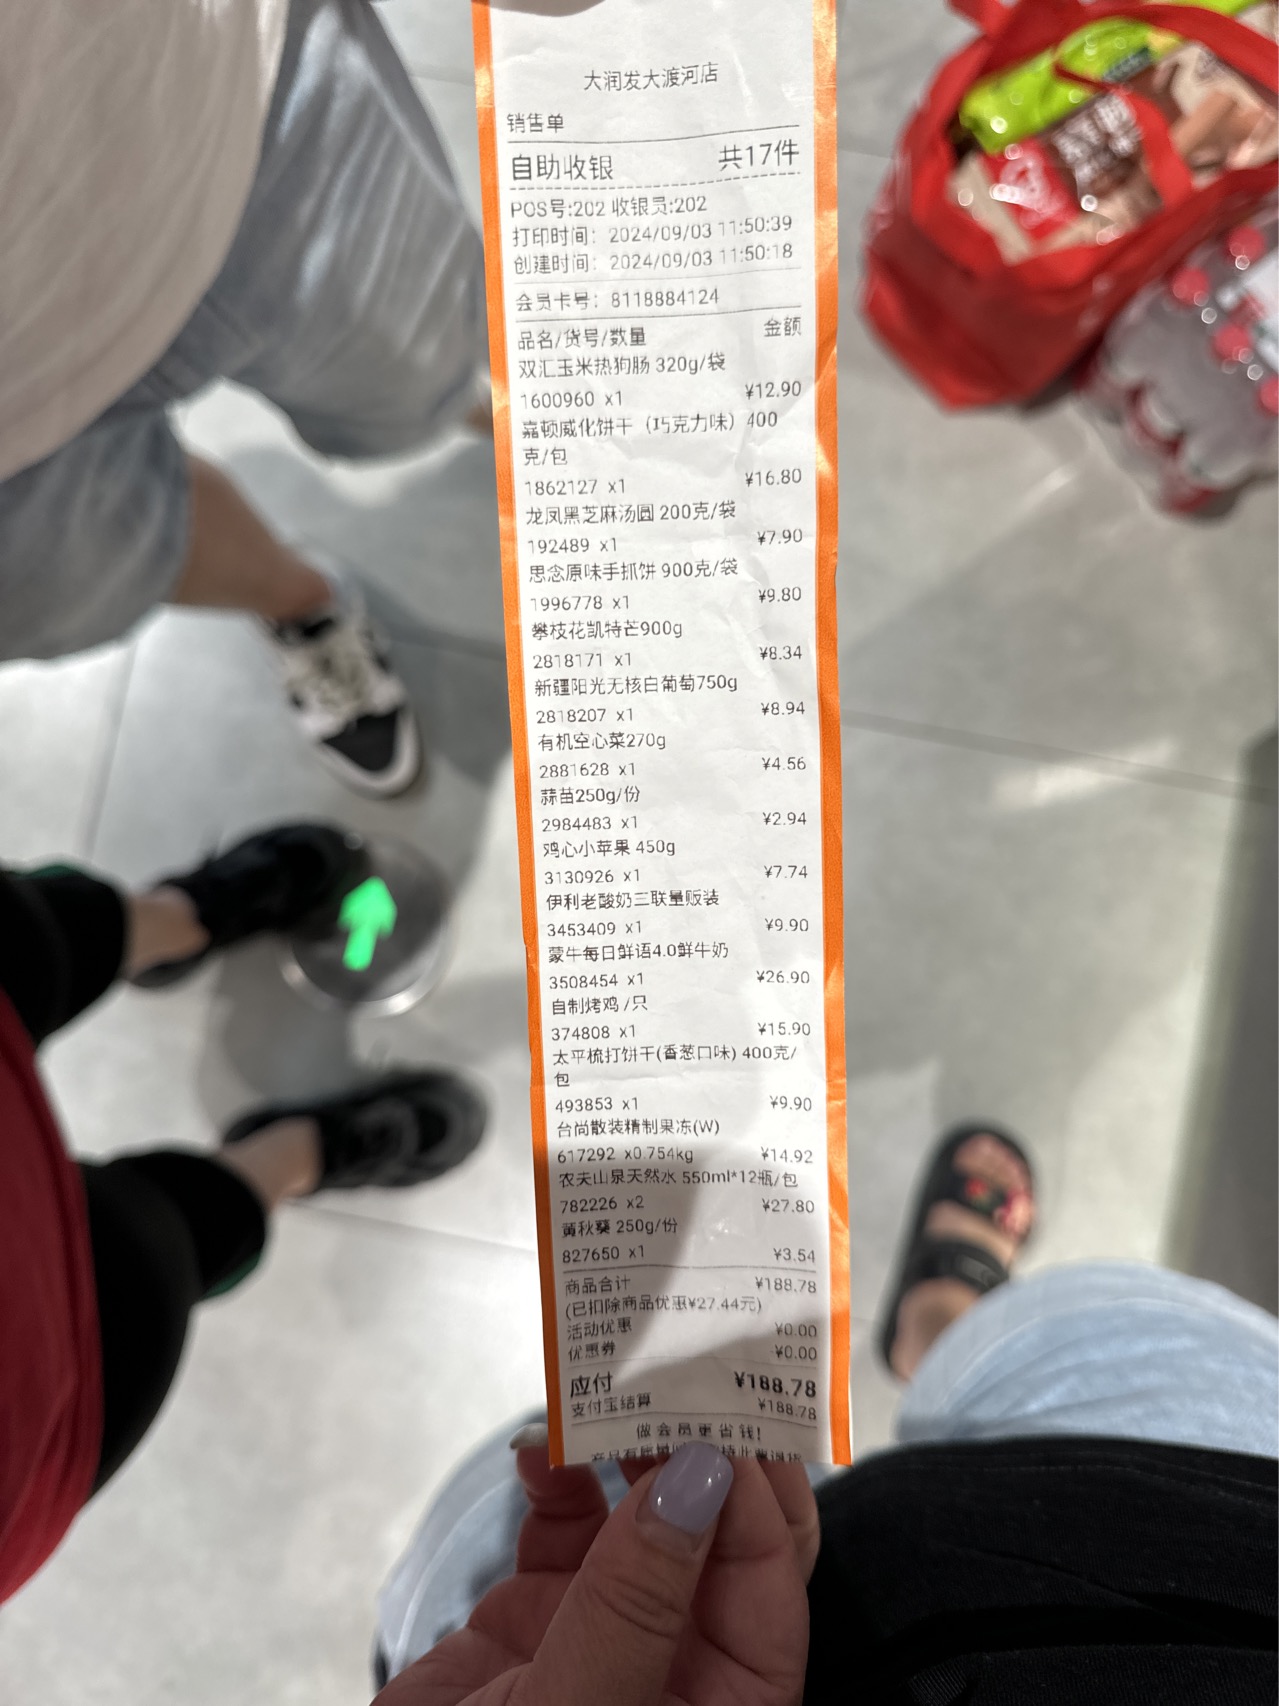 大润发大渡河店
销售单
自助收银 共17件
POS号:202 收银员:202
打印时间：2024/09/03 11:50:39
创建时间：2024/09/03 11:50:18
会员卡号：8118884124
品名/货号/数量 金额
双汇玉米热狗肠 320g/袋
1600960 x1 ¥12.90
嘉顿威化饼干（巧克力味）400
克/包
1862127 x1 ¥16.80
龙凤黑芝麻汤圆 200克/袋
192489 x1 ¥7.90
思念原味手抓饼 900克/袋
1996778 x1 ¥9.80
攀枝花凯特芒900g
2818171 x1 ¥8.34
新疆阳光无核白葡萄750g
2818207 x1 ¥8.94
有机空心菜270g
2881628 x1 ¥4.56
蒜苗250g/份
2984483 x1 ¥2.94
鸡心小苹果 450g
3130926 x1 ¥7.74
伊利老酸奶三联量贩装
3453409 x1 ¥9.90
蒙牛每日鲜语4.0鲜牛奶
3508454 x1 ¥26.90
自制烤鸡 /只
374808 x1 ¥15.90
太平梳打饼干(香葱口味) 400克/
包
493853 x1 ¥9.90
台尚散装精制果冻(W)
617292 x0.754kg ¥14.92
农夫山泉天然水 550ml*12瓶/包
782226 x2 ¥27.80
黄秋葵 250g/份
827650 x1 ¥3.54
商品合计 ¥188.78
(已扣除商品优惠¥27.44元)
活动优惠 ¥0.00
优惠券 ¥0.00
应付 ¥188.78
支付宝结算 ¥188.78
做会员更省钱!